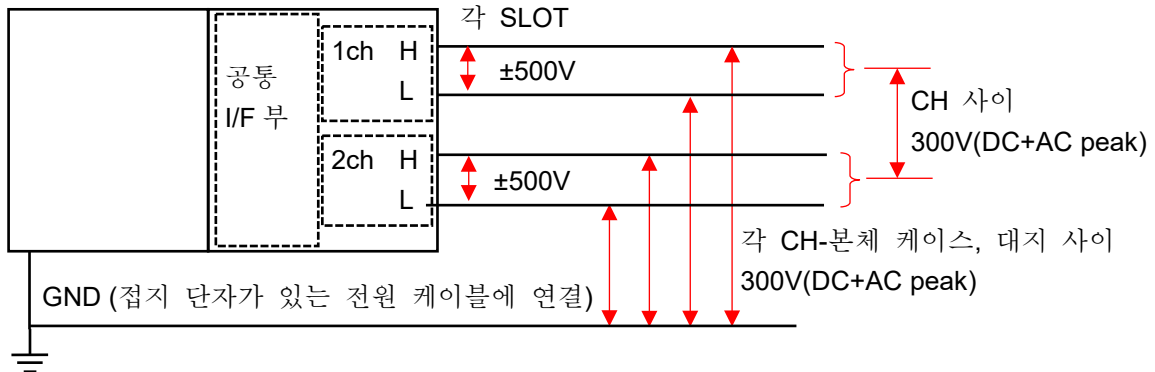 각 SLOT
1ch H
L
±500V
공통
I/F 부
2ch H
L
±500V
CH 사이
300V(DC+AC peak)
각 CH-본체 케이스, 대지 사이
300V(DC+AC peak)
GND (접지 단자가 있는 전원 케이블에 연결)